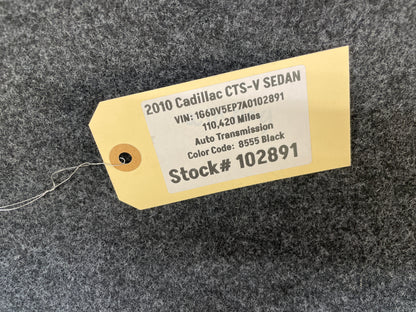 2010 Cadillac CTS-V SEDAN
VIN: 1G6DV5EP7A0102891
110,420 Miles
Auto Transmission
Color Code: 8555 Black
Stock# 102891